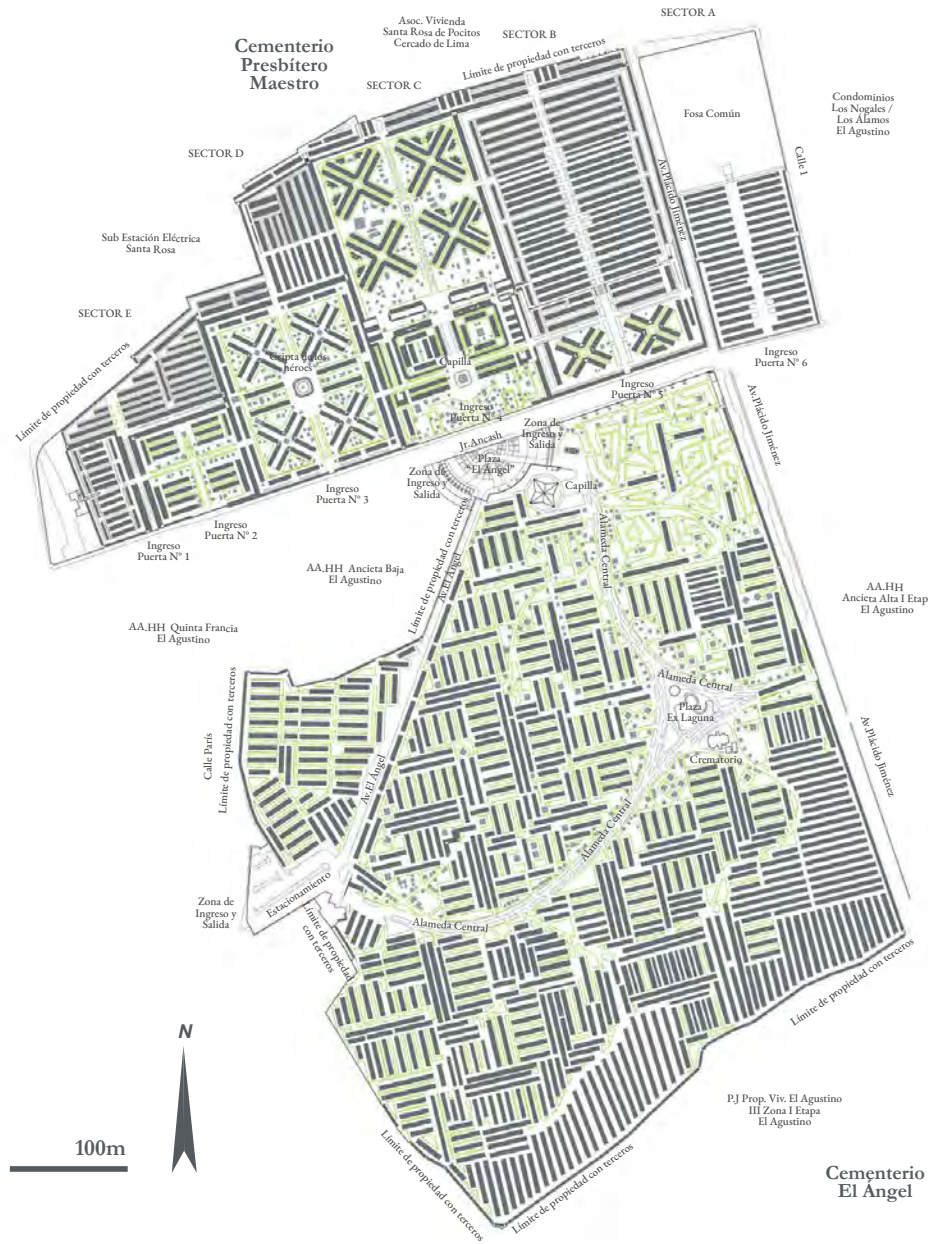 SECTOR A
Asoc. Vivienda
Santa Rosa de Pocitos
Cercado de Lima
SECTOR B
Cementerio
Presbítero
Maestro
Límite de propiedad con terceros
SECTOR C
Fosa Común
Condominios
Los Nogales /
Los Álamos
El Agustino
SECTOR D
Av.Plácido Jiménez
Calle 1
Sub Estación Eléctrica
Santa Rosa
SECTOR E
Límite de propiedad con terceros
Cripta de los
héroes
Capilla
Ingreso
Puerta N° 6
Ingreso
Puerta N° 5
Ingreso
Puerta N° 4
Av.Plácido Jiménez
Jr.Ancash
Zona de
Ingreso y
Salida
Plaza
"El Ángel"
Zona de
Ingreso y
Salida
Capilla
Ingreso
Puerta N° 3
Ingreso
Puerta N° 2
Ingreso
Puerta N° 1
Límite de propiedad con terceros
Av.El Ángel
Alameda Central
AA.HH Ancieta Baja
El Agustino
AA.HH
Ancieta Alta I Etap
El Agustino
AA.HH Quinta Francia
El Agustino
Alameda Central
Plaza
Ex Laguna
Crematorio
Calle París
Límite de propiedad con terceros
Av.El Ángel
Av.Plácido Jiménez
Alameda Central
Estacionamiento
Zona de
Ingreso y
Salida
Límite de propiedad
con terceros
Alameda Central
Límite de propiedad con terceros
N
100m
P.J Prop. Viv. El Agustino
III Zona I Etapa
El Agustino
Límite de propiedad con terceros
Límite de propiedad con terceros
Cementerio
El Ángel